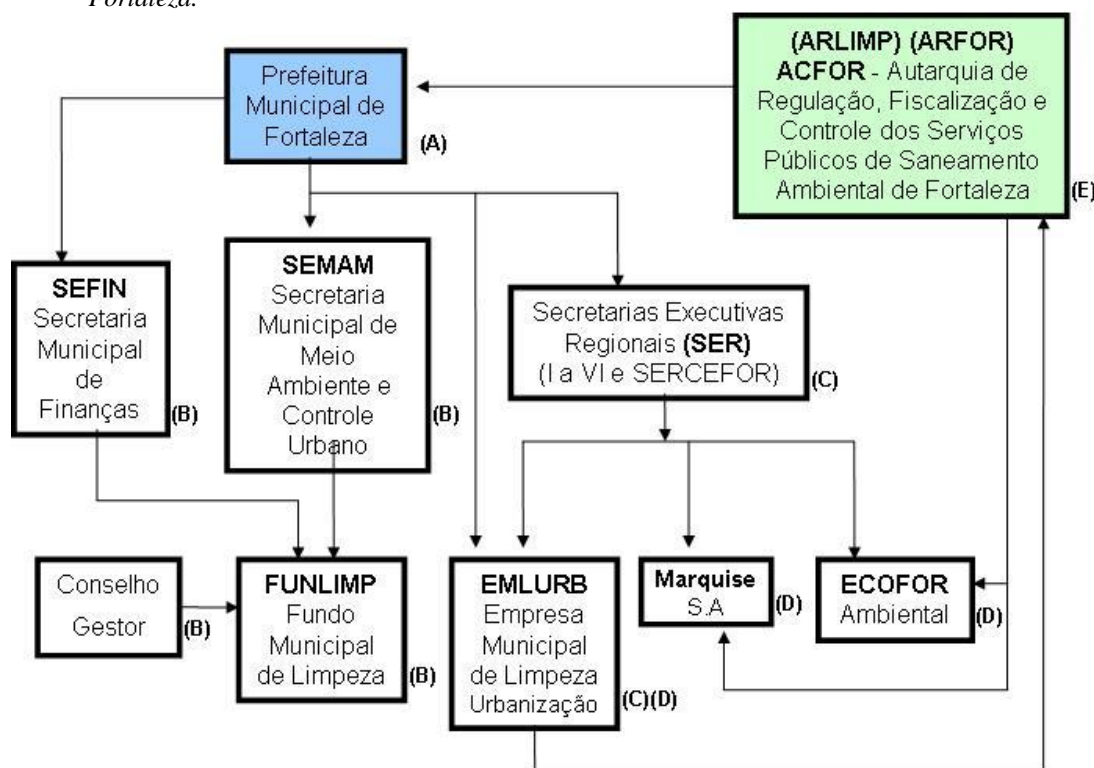 Fortaleza.
Prefeitura
Municipal de
Fortaleza
(A)
(ARLIMP) (ARFOR)
ACFOR - Autarquia de
Regulação, Fiscalização e
Controle dos Serviços
Públicos de Saneamento
Ambiental de Fortaleza
(E)
SEFIN
Secretaria
Municipal
de
Finanças
(B)
SEMAM
Secretaria
Municipal de
Meio
Ambiente e
Controle
Urbano
(B)
Secretarias Executivas
Regionais (SER)
(I a VI e SERCEFOR)
(C)
Conselho
Gestor
(B)
FUNLIMP
Fundo
Municipal
de Limpeza
(B)
EMLURB
Empresa
Municipal
de Limpeza
Urbanização
(C)(D)
Marquise
S.A
(D)
ECOFOR
Ambiental
(D)